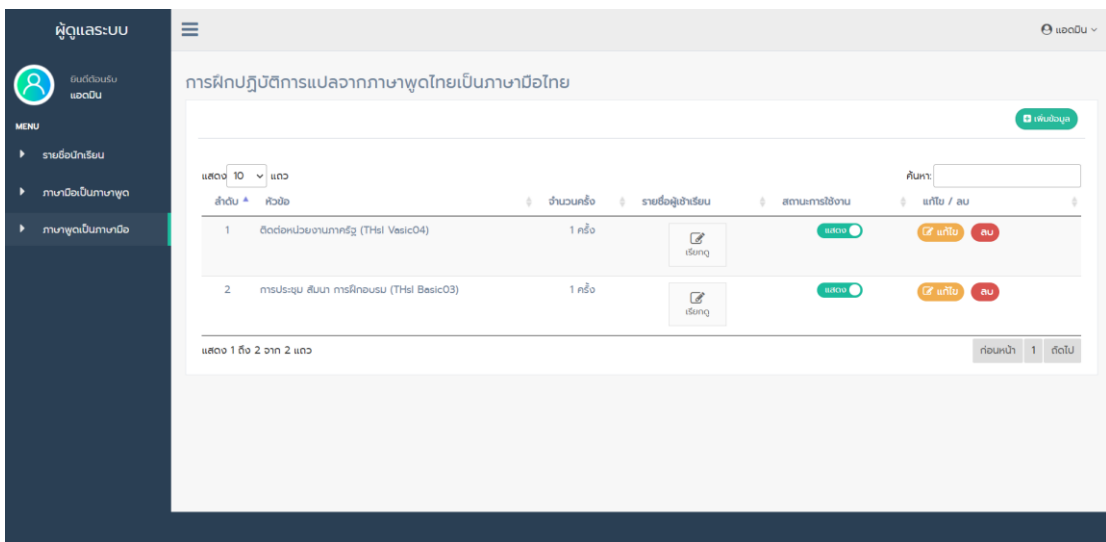 ผู้ดูแลระบบ
แอดมิน
ยินดีต้อนรับ
แอดมิน
MENU
รายชื่อนักเรียน
ภาษามือเป็นภาษาพูด
ภาษาพูดเป็นภาษามือ
การฝึกปฏิบัติการแปลจากภาษาพูดไทยเป็นภาษามือไทย
เพิ่มข้อมูล
แสดง 10 แถว
ค้นหา:
ลำดับ หัวข้อ จำนวนครั้ง รายชื่อผู้เข้าเรียน สถานะการใช้งาน แก้ไข / ลบ
1 ติดต่อหน่วยงานภาครัฐ (THsl Vasic04) 1 ครั้ง เรียกดู แสดง แก้ไข ลบ
2 การประชุม สัมนา การฝึกอบรม (THsl Basic03) 1 ครั้ง เรียกดู แสดง แก้ไข ลบ
แสดง 1 ถึง 2 จาก 2 แถว
ก่อนหน้า 1 ถัดไป